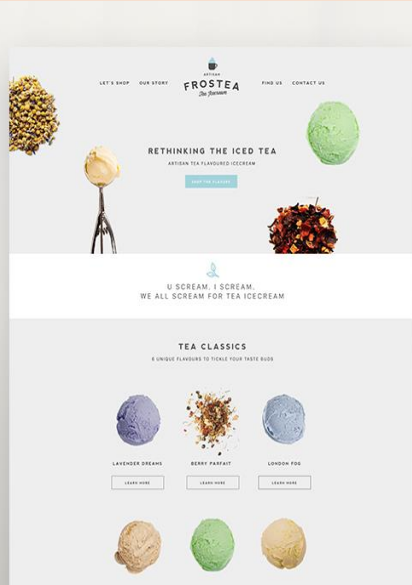 ARTISAN
FROSTEA
Tea Icecream
LET'S SHOP OUR STORY FIND US CONTACT US
RETHINKING THE ICED TEA
ARTISAN TEA FLAVOURED ICECREAM
SHOP THE FLAVORS
U SCREAM. I SCREAM.
WE ALL SCREAM FOR TEA ICECREAM
TEA CLASSICS
6 UNIQUE FLAVOURS TO TICKLE YOUR TASTE BUDS
LAVENDER DREAMS BERRY PARFAIT LONDON FOG
LEARN MORE LEARN MORE LEARN MORE